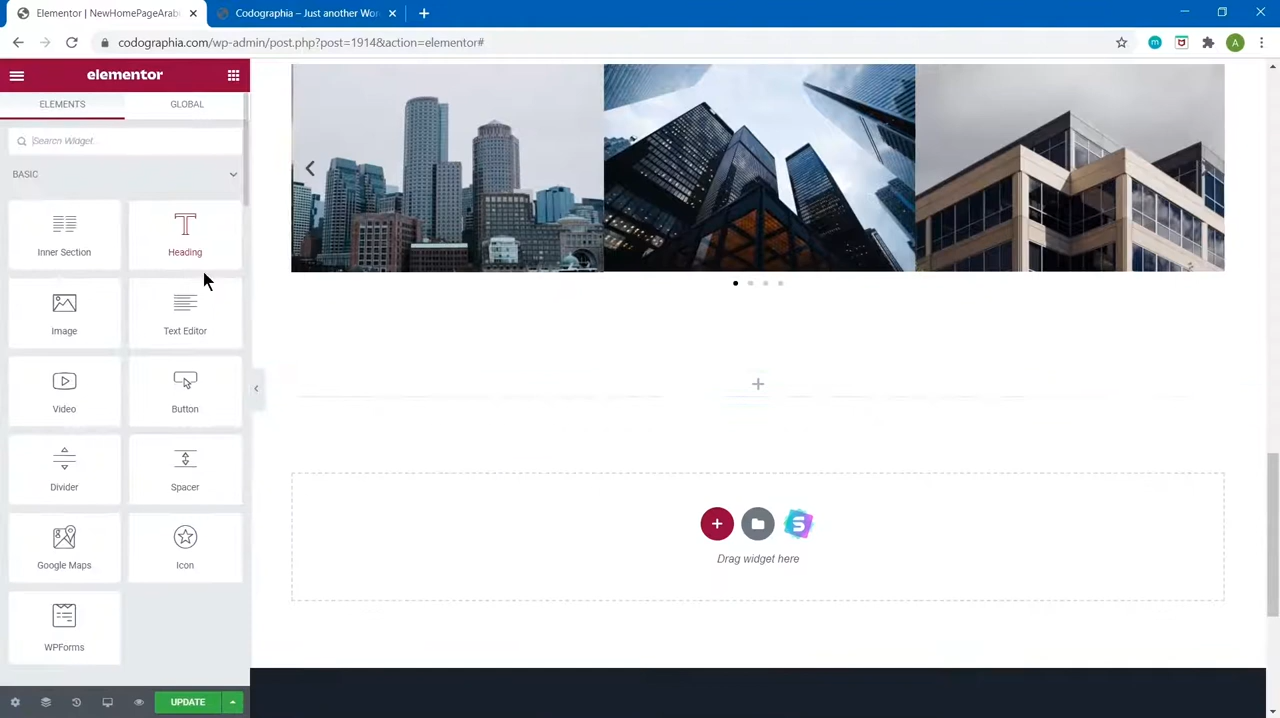 Elementor | NewHomePageArab
Codographia – Just another Wor
codographia.com/wp-admin/post.php?post=1914&action=elementor#
A
elementor
ELEMENTS
GLOBAL
Search Widget...
BASIC
Inner Section
Heading
Image
Text Editor
Video
Button
Divider
Spacer
Google Maps
Icon
WPForms
Drag widget here
UPDATE